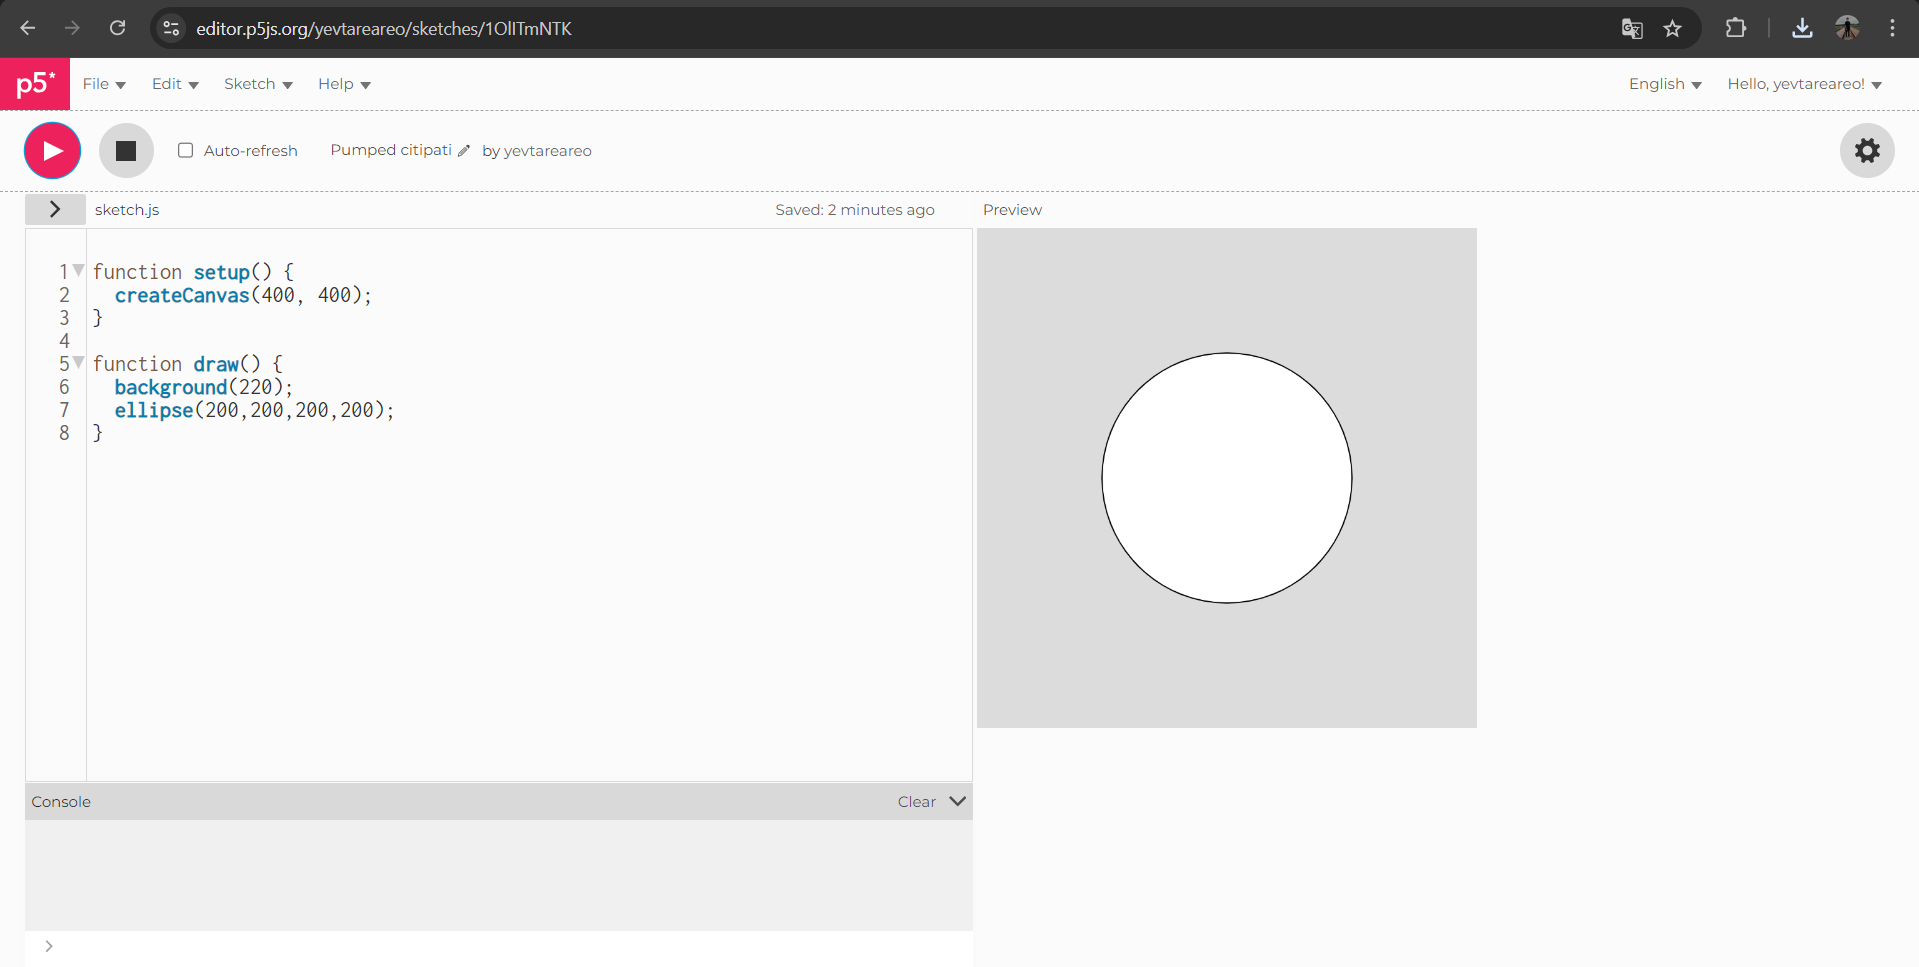 editor.p5js.org/yevtareareo/sketches/1OlITmNTK
p5* File Edit Sketch Help English Hello, yevtareareo!
Auto-refresh Pumped citipati by yevtareareo
sketch.js Saved: 2 minutes ago Preview
1 function setup() {
2 createCanvas(400, 400);
3 }
4
5 function draw() {
6 background(220);
7 ellipse(200,200,200,200);
8 }
Console Clear
>